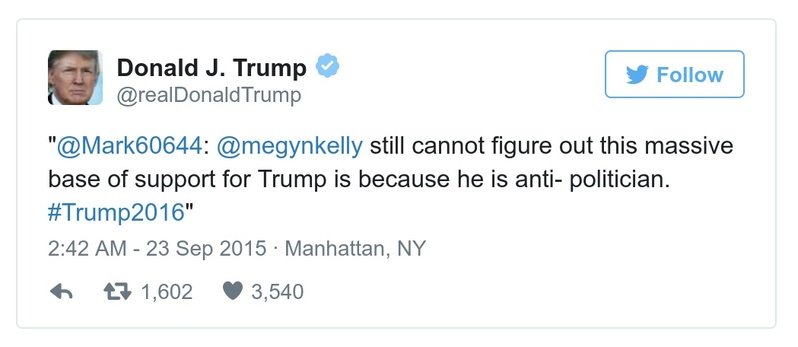 Donald J. Trump
@realDonaldTrump
Follow
"@Mark60644: @megynkelly still cannot figure out this massive
base of support for Trump is because he is anti- politician.
#Trump2016"
2:42 AM - 23 Sep 2015 · Manhattan, NY
1,602 3,540